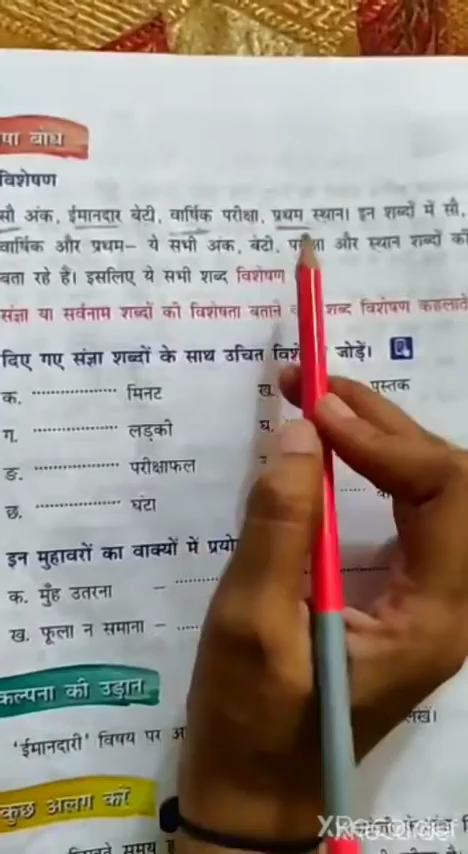 षा बोध
विशेषण
सौ अंक, ईमानदार बेटी, वार्षिक परीक्षा, प्रथम स्थान। इन शब्दों में सौ,
वार्षिक और प्रथम– ये सभी अंक, बेटी, और स्थान शब्दों की
बता रहे हैं। इसलिए ये सभी शब्द विशेषण
संज्ञा या सर्वनाम शब्दों की विशेषता बताने शब्द विशेषण कहलाते
दिए गए संज्ञा शब्दों के साथ उचित जोड़ें।
क. .................. मिनट ख. पुस्तक
ग. .................. लड़की घ.
ङ. .................. परीक्षाफल
छ. .................. घंटा
इन मुहावरों का वाक्यों में
क. मुँह उतरना –
ख. फूला न समाना –
कल्पना की उड़ान
'ईमानदारी' विषय पर लिखें।
कुछ अलग करें
समय
XRecorder